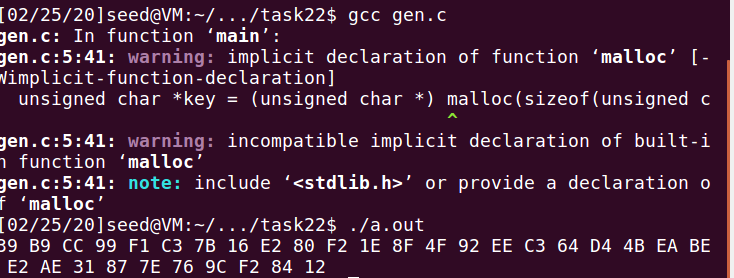 [02/25/20]seed@VM:~/.../task22$ gcc gen.c
gen.c: In function ‘main’:
gen.c:5:41: warning: implicit declaration of function ‘malloc’ [-
Wimplicit-function-declaration]
  unsigned char *key = (unsigned char *) malloc(sizeof(unsigned c
                                         ^
gen.c:5:41: warning: incompatible implicit declaration of built-i
n function ‘malloc’
gen.c:5:41: note: include ‘<stdlib.h>’ or provide a declaration o
f ‘malloc’
[02/25/20]seed@VM:~/.../task22$ ./a.out
39 B9 CC 99 F1 C3 7B 16 E2 80 F2 1E 8F 4F 92 EE C3 64 D4 4B EA BE
 E2 AE 31 87 7E 76 9C F2 84 12